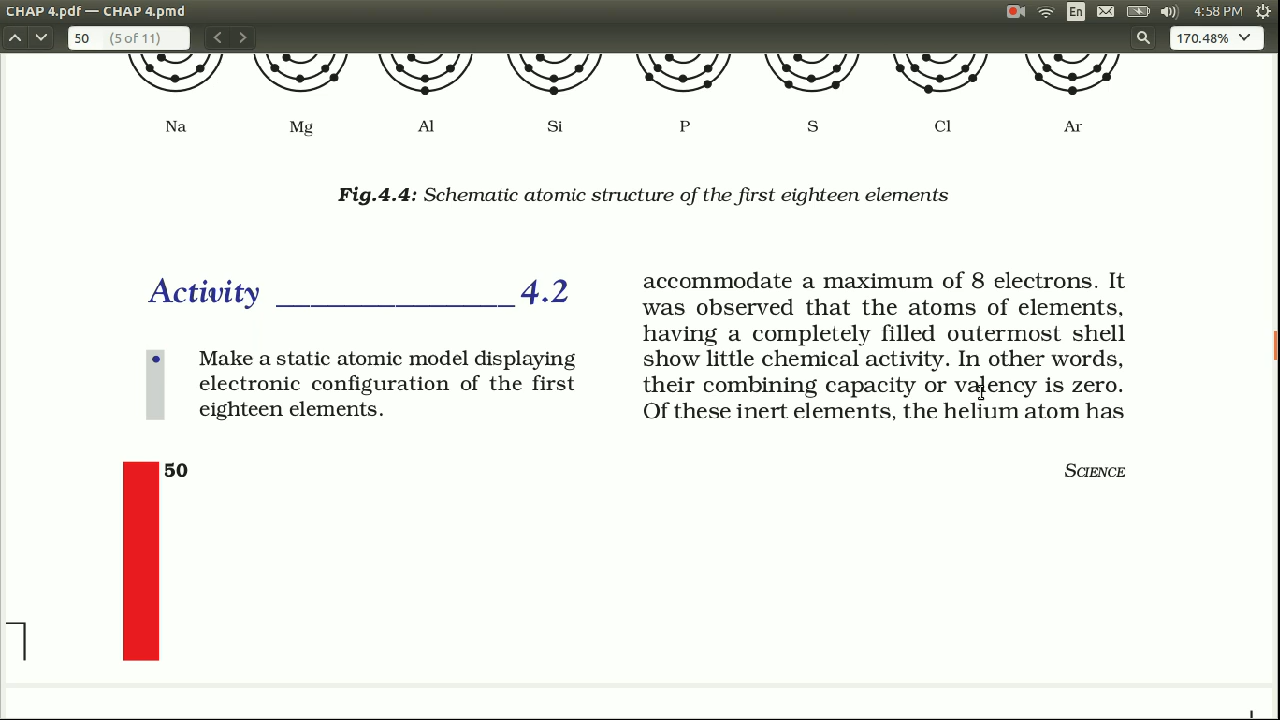 CHAP 4.pdf — CHAP 4.pmd
En
4:58 PM
50 (5 of 11)
170.48%
Na Mg Al Si P S Cl Ar
Fig.4.4: Schematic atomic structure of the first eighteen elements
Activity ______________ 4.2
• Make a static atomic model displaying
electronic configuration of the first
eighteen elements.
accommodate a maximum of 8 electrons. It
was observed that the atoms of elements,
having a completely filled outermost shell
show little chemical activity. In other words,
their combining capacity or valency is zero.
Of these inert elements, the helium atom has
50
SCIENCE